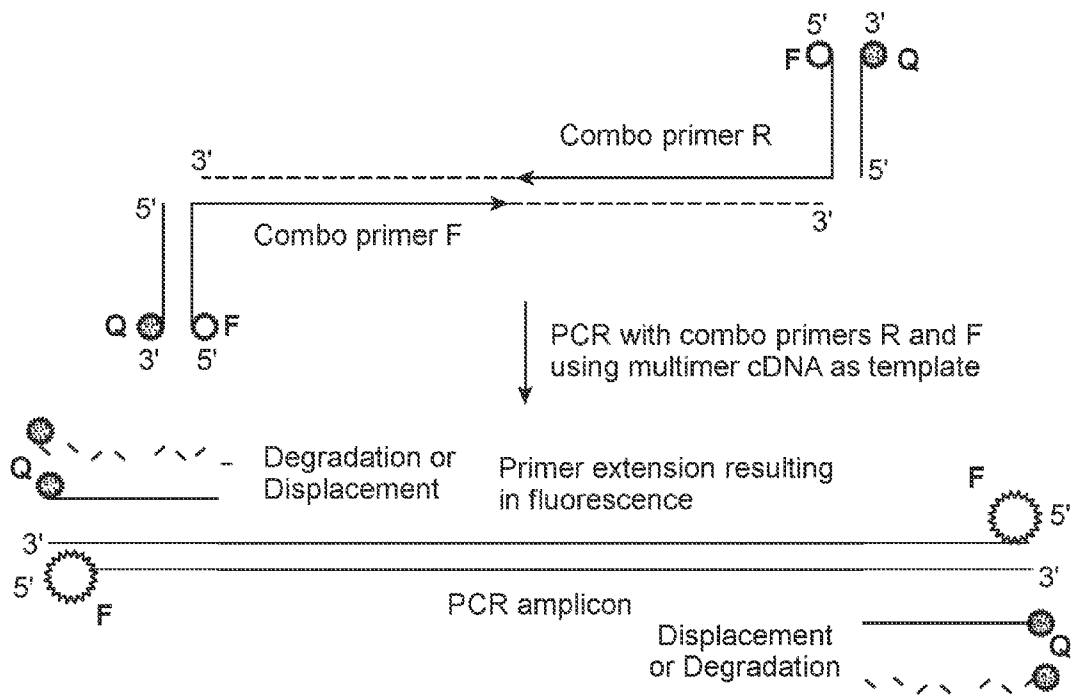 5' 3'
F Q
Combo primer R
3' 5'
5' 3'
Combo primer F
Q F
3' 5'
PCR with combo primers R and F
using multimer cDNA as template
Q
Degradation or
Displacement
Primer extension resulting
in fluorescence
F 5'
3'
5' F
3'
PCR amplicon
Displacement
or Degradation
Q